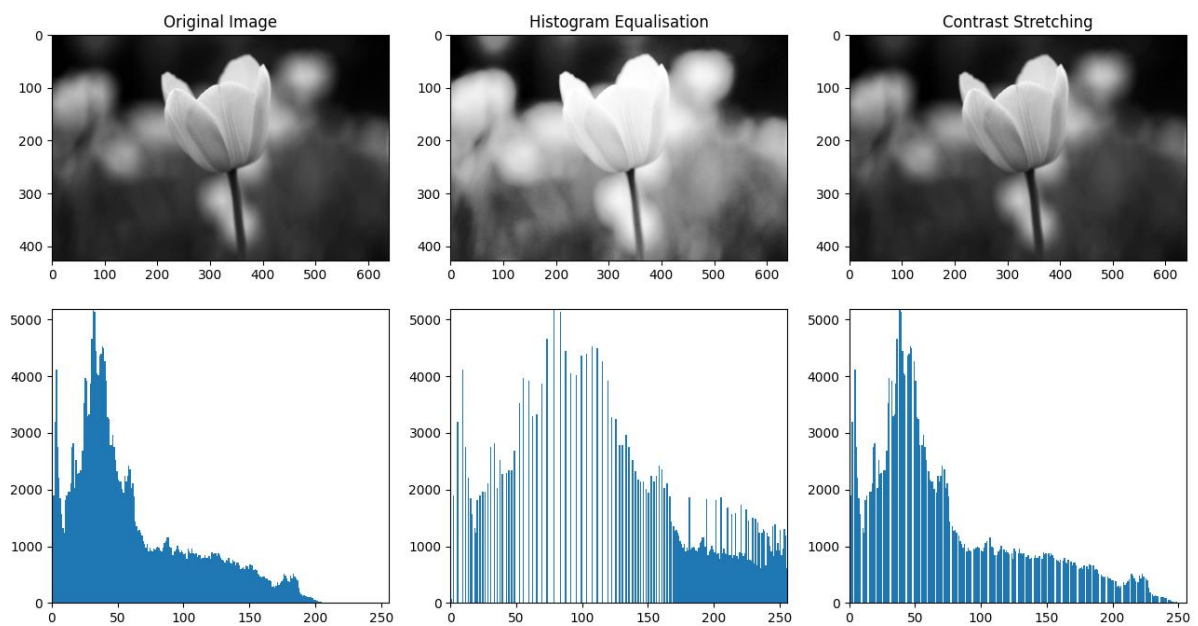 Original Image Histogram Equalisation Contrast Stretching
0 0 0
100 100 100
200 200 200
300 300 300
400 400 400
0 100 200 300 400 500 600 0 100 200 300 400 500 600 0 100 200 300 400 500 600
5000 5000 5000
4000 4000 4000
3000 3000 3000
2000 2000 2000
1000 1000 1000
0 0 0
0 50 100 150 200 250 0 50 100 150 200 250 0 50 100 150 200 250